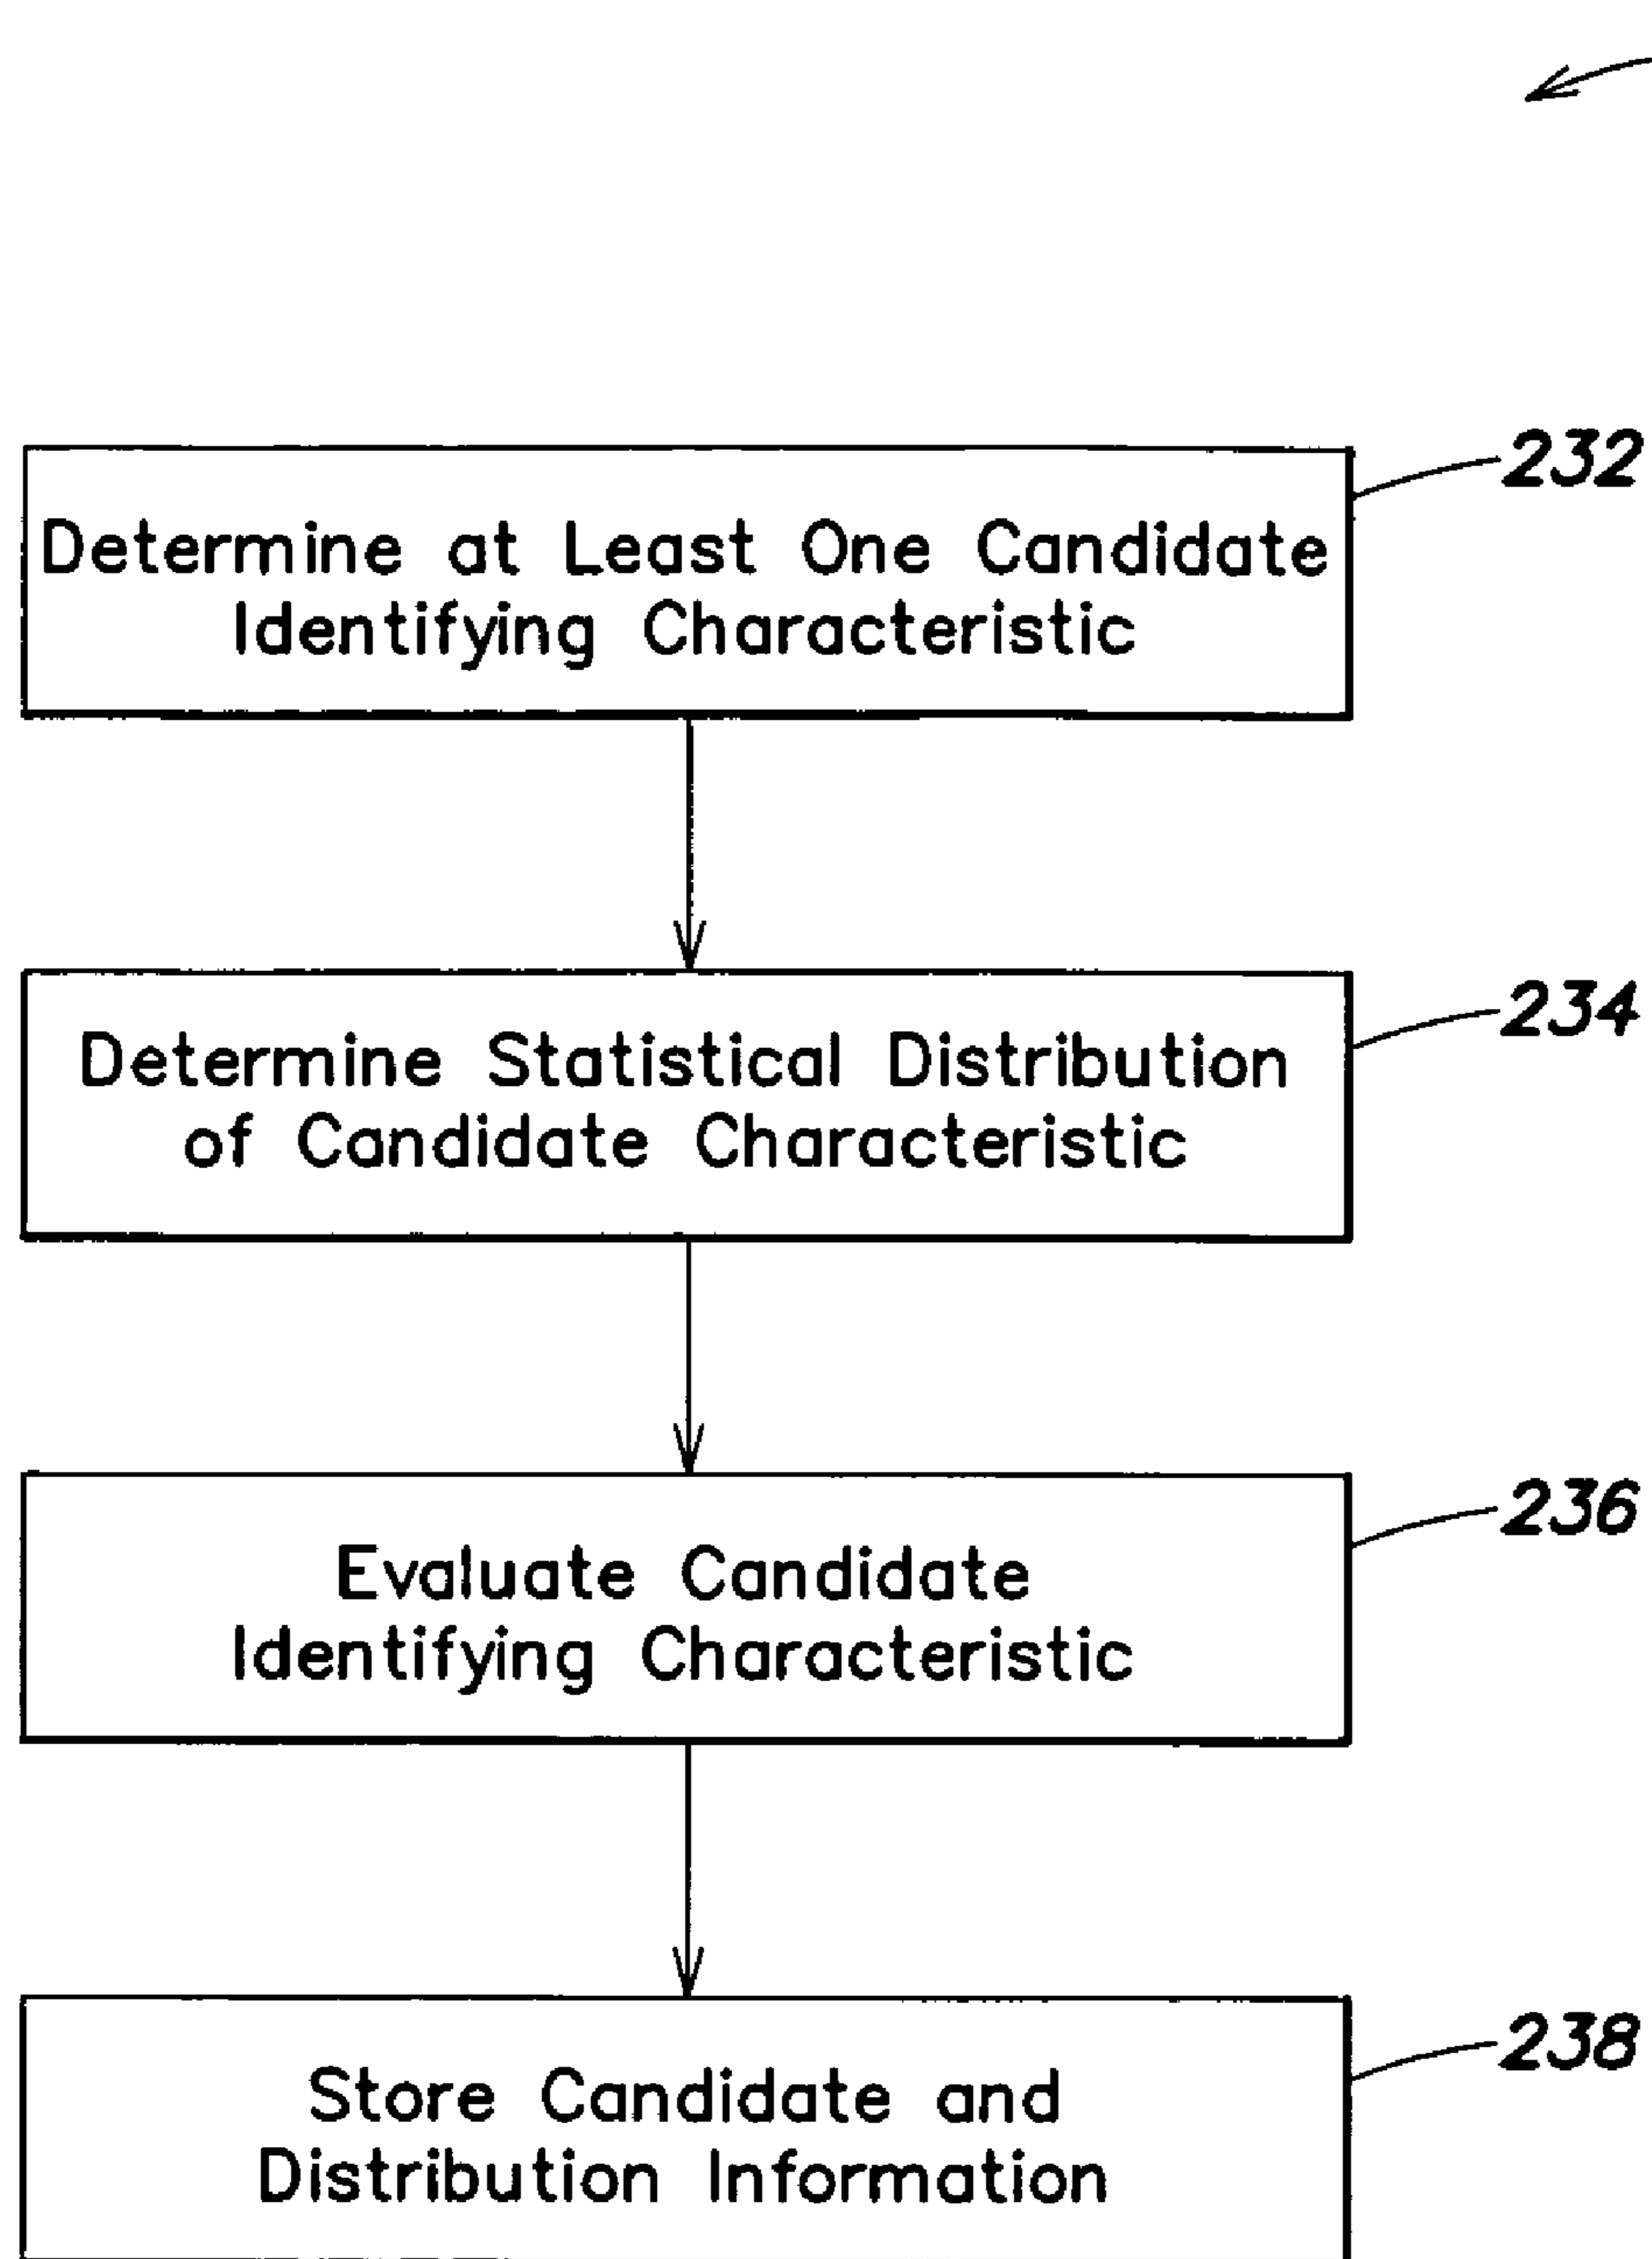 232
Determine at Least One Candidate
Identifying Characteristic
234
Determine Statistical Distribution
of Candidate Characteristic
236
Evaluate Candidate
Identifying Characteristic
238
Store Candidate and
Distribution Information